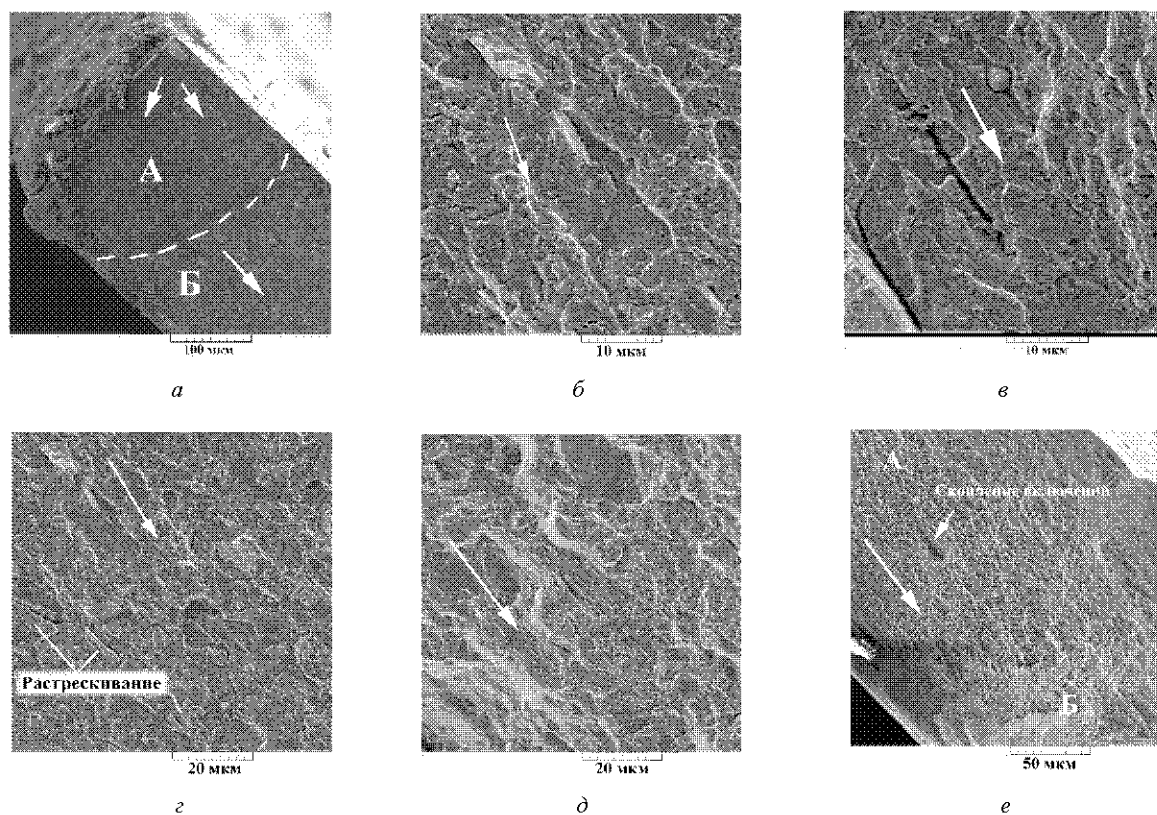 А
Б
100 мкм
а
10 мкм
б
10 мкм
в
Растрескивание
20 мкм
г
20 мкм
д
А
Скопление включений
Б
50 мкм
е